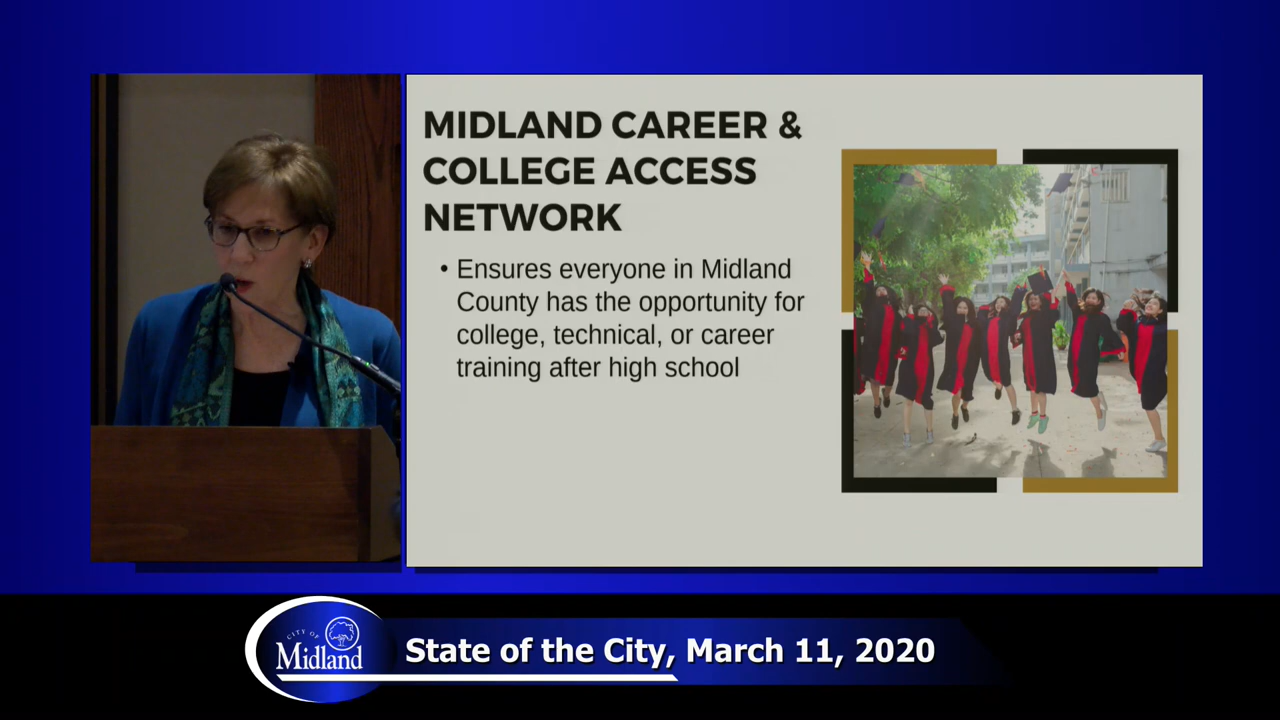 MIDLAND CAREER &
COLLEGE ACCESS
NETWORK
• Ensures everyone in Midland
County has the opportunity for
college, technical, or career
training after high school
CITY OF
Midland
State of the City, March 11, 2020